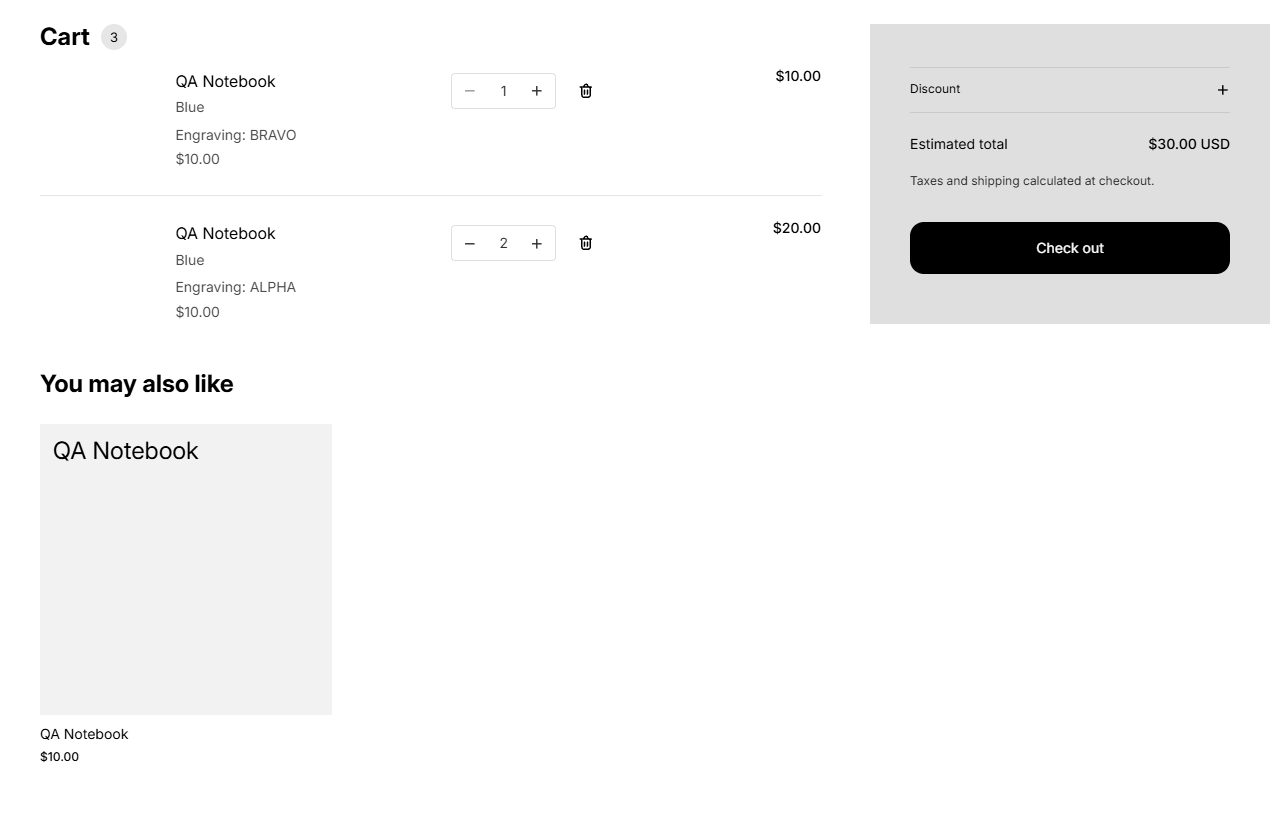 Cart 3
QA Notebook
Blue
Engraving: BRAVO
$10.00
− 1 +
$10.00
QA Notebook
Blue
Engraving: ALPHA
$10.00
− 2 +
$20.00
Discount +
Estimated total $30.00 USD
Taxes and shipping calculated at checkout.
Check out
You may also like
QA Notebook
QA Notebook
$10.00